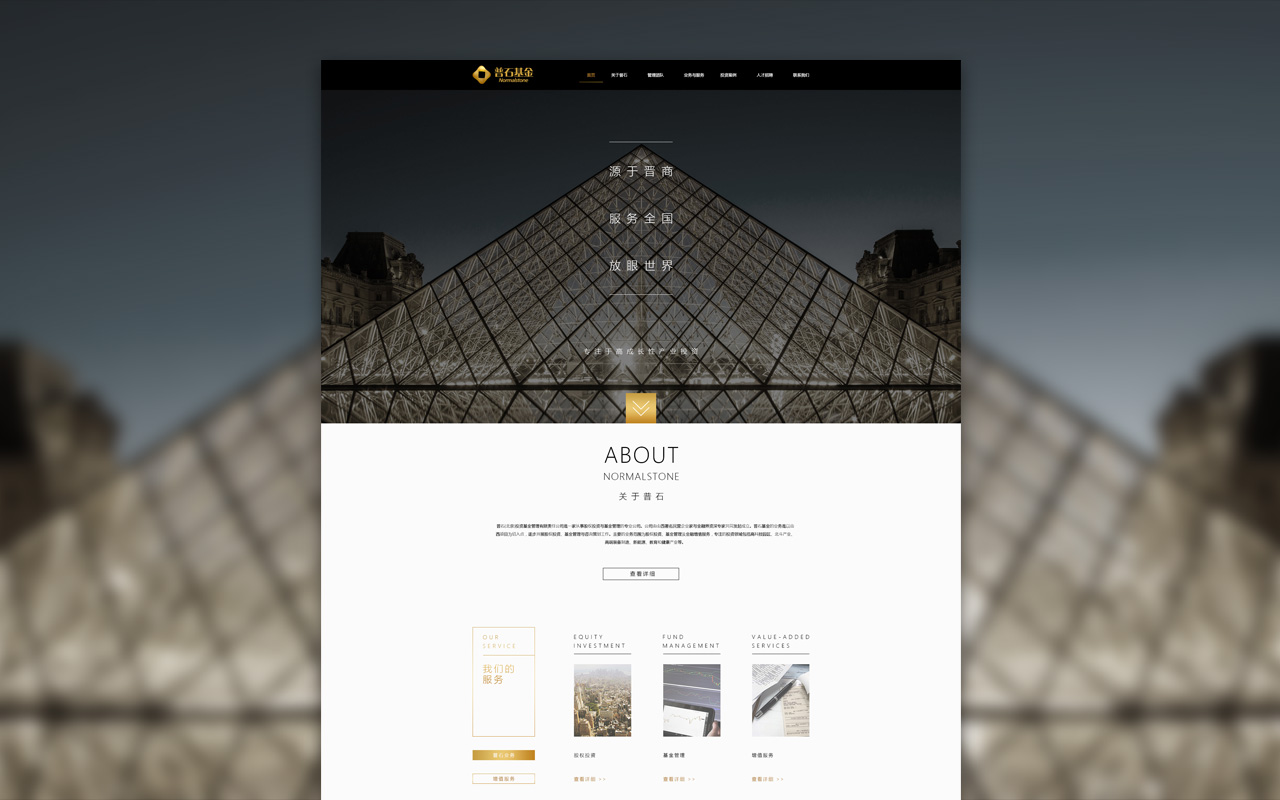 普石基金
Normalstone
首页 关于普石 管理团队 业务与服务 投资案例 人才招聘 联系我们
源于晋商
服务全国
放眼世界
专注于高成长性产业投资
ABOUT
NORMALSTONE
关于普石
查看详细
OUR
SERVICE
我们的
服务
EQUITY
INVESTMENT
FUND
MANAGEMENT
VALUE-ADDED
SERVICES
股权投资
基金管理
增值服务
增值服务
查看详细 >>
查看详细 >>
查看详细 >>